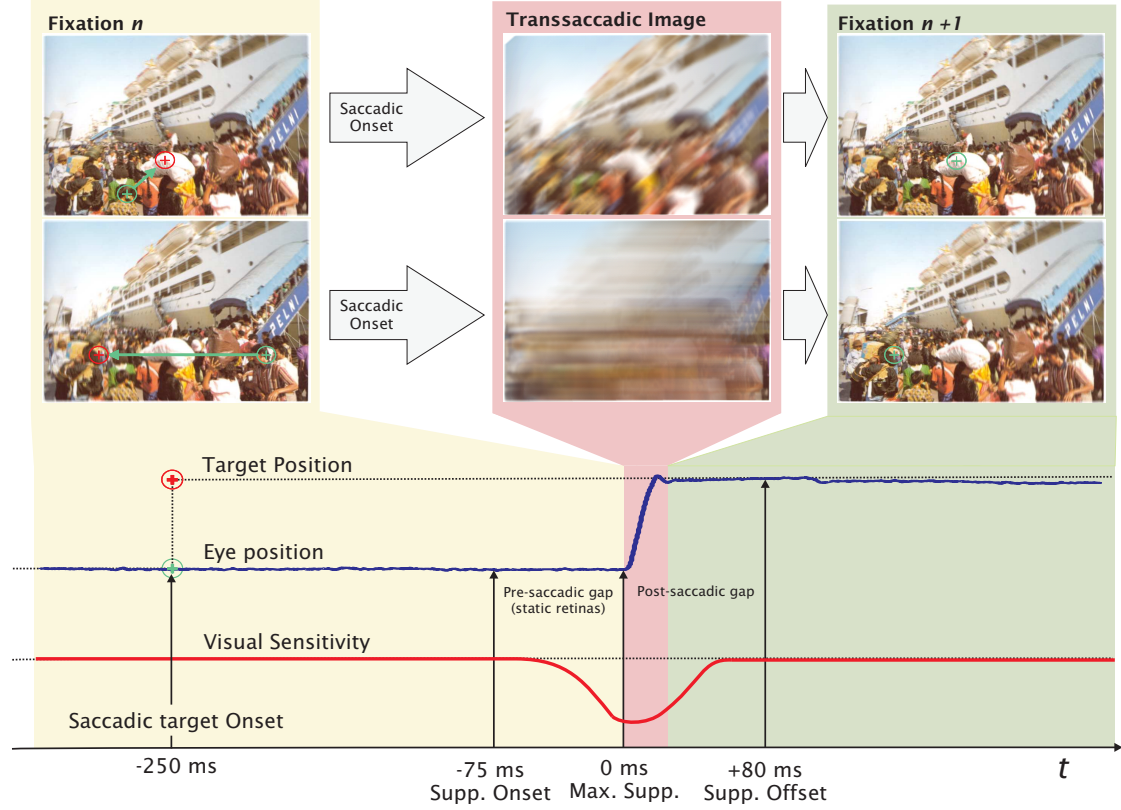 Fixation n
Transsaccadic Image
Fixation n +1
Saccadic
Onset
PELNI
PELNI
PELNI
Saccadic
Onset
PELNI
PELNI
Target Position
Eye position
Pre-saccadic gap
(static retinas)
Post-saccadic gap
Visual Sensitivity
Saccadic target Onset
-250 ms
-75 ms
Supp. Onset
0 ms
Max. Supp.
+80 ms
Supp. Offset
t